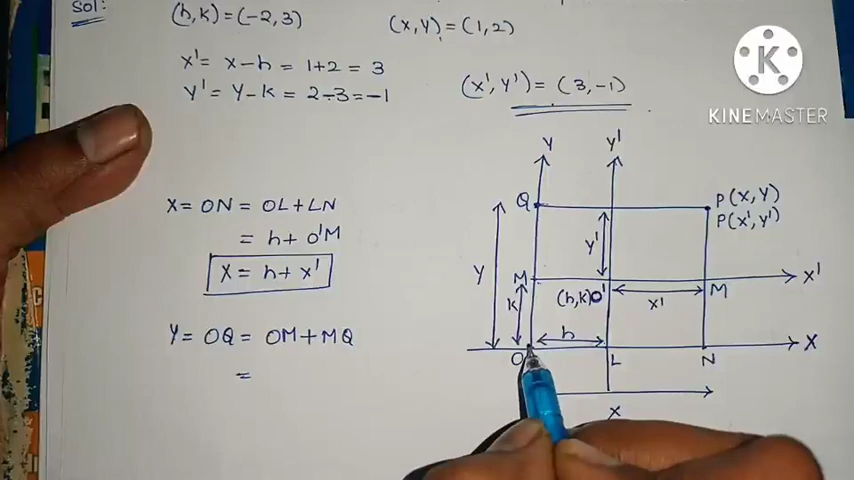 Sol:
(h,k)=(-2,3) (x,y)=(1,2)
x' = x-h = 1+2 = 3
y' = y-k = 2-3=-1
(x',y')= (3,-1)
K
KINEMASTER
X= ON = OL+LN
= h+ O'M
X = h+ x'
Y= OQ= OM+MQ
=
Y Y'
Q P(x,y)
P(x',y')
y'
Y M X'
K (h,k)O' x' M
h X
O L N
X